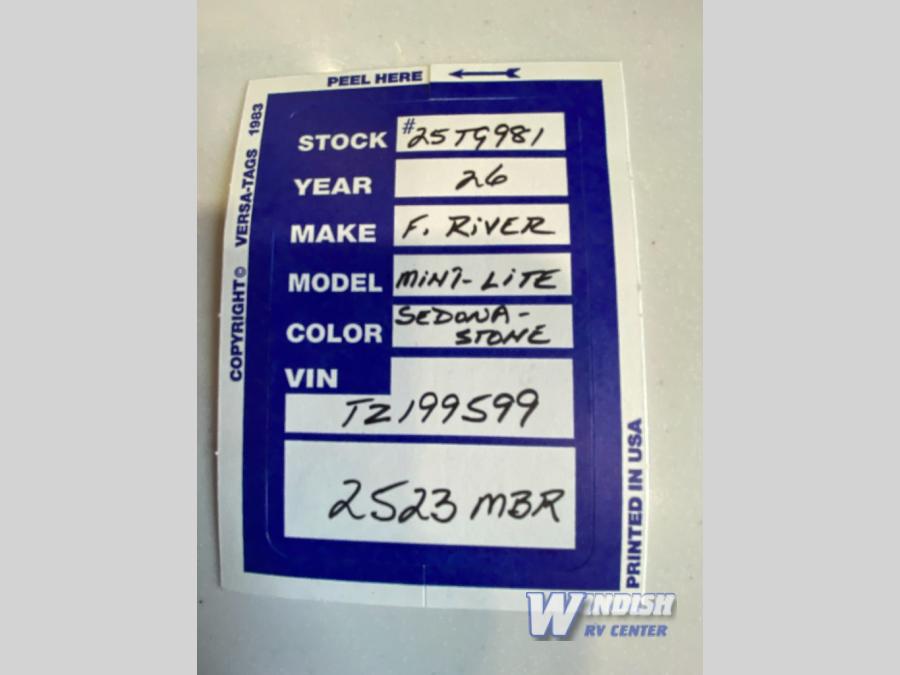 PEEL HERE
COPYRIGHT © VERSA-TAGS 1983
STOCK #25TG981
YEAR 26
MAKE F. RiVER
MODEL MiNi-LiTE
COLOR SEDONA-
STONE
VIN
TZ199599
2523 MBR
PRINTED IN USA
WINDISH
RV CENTER